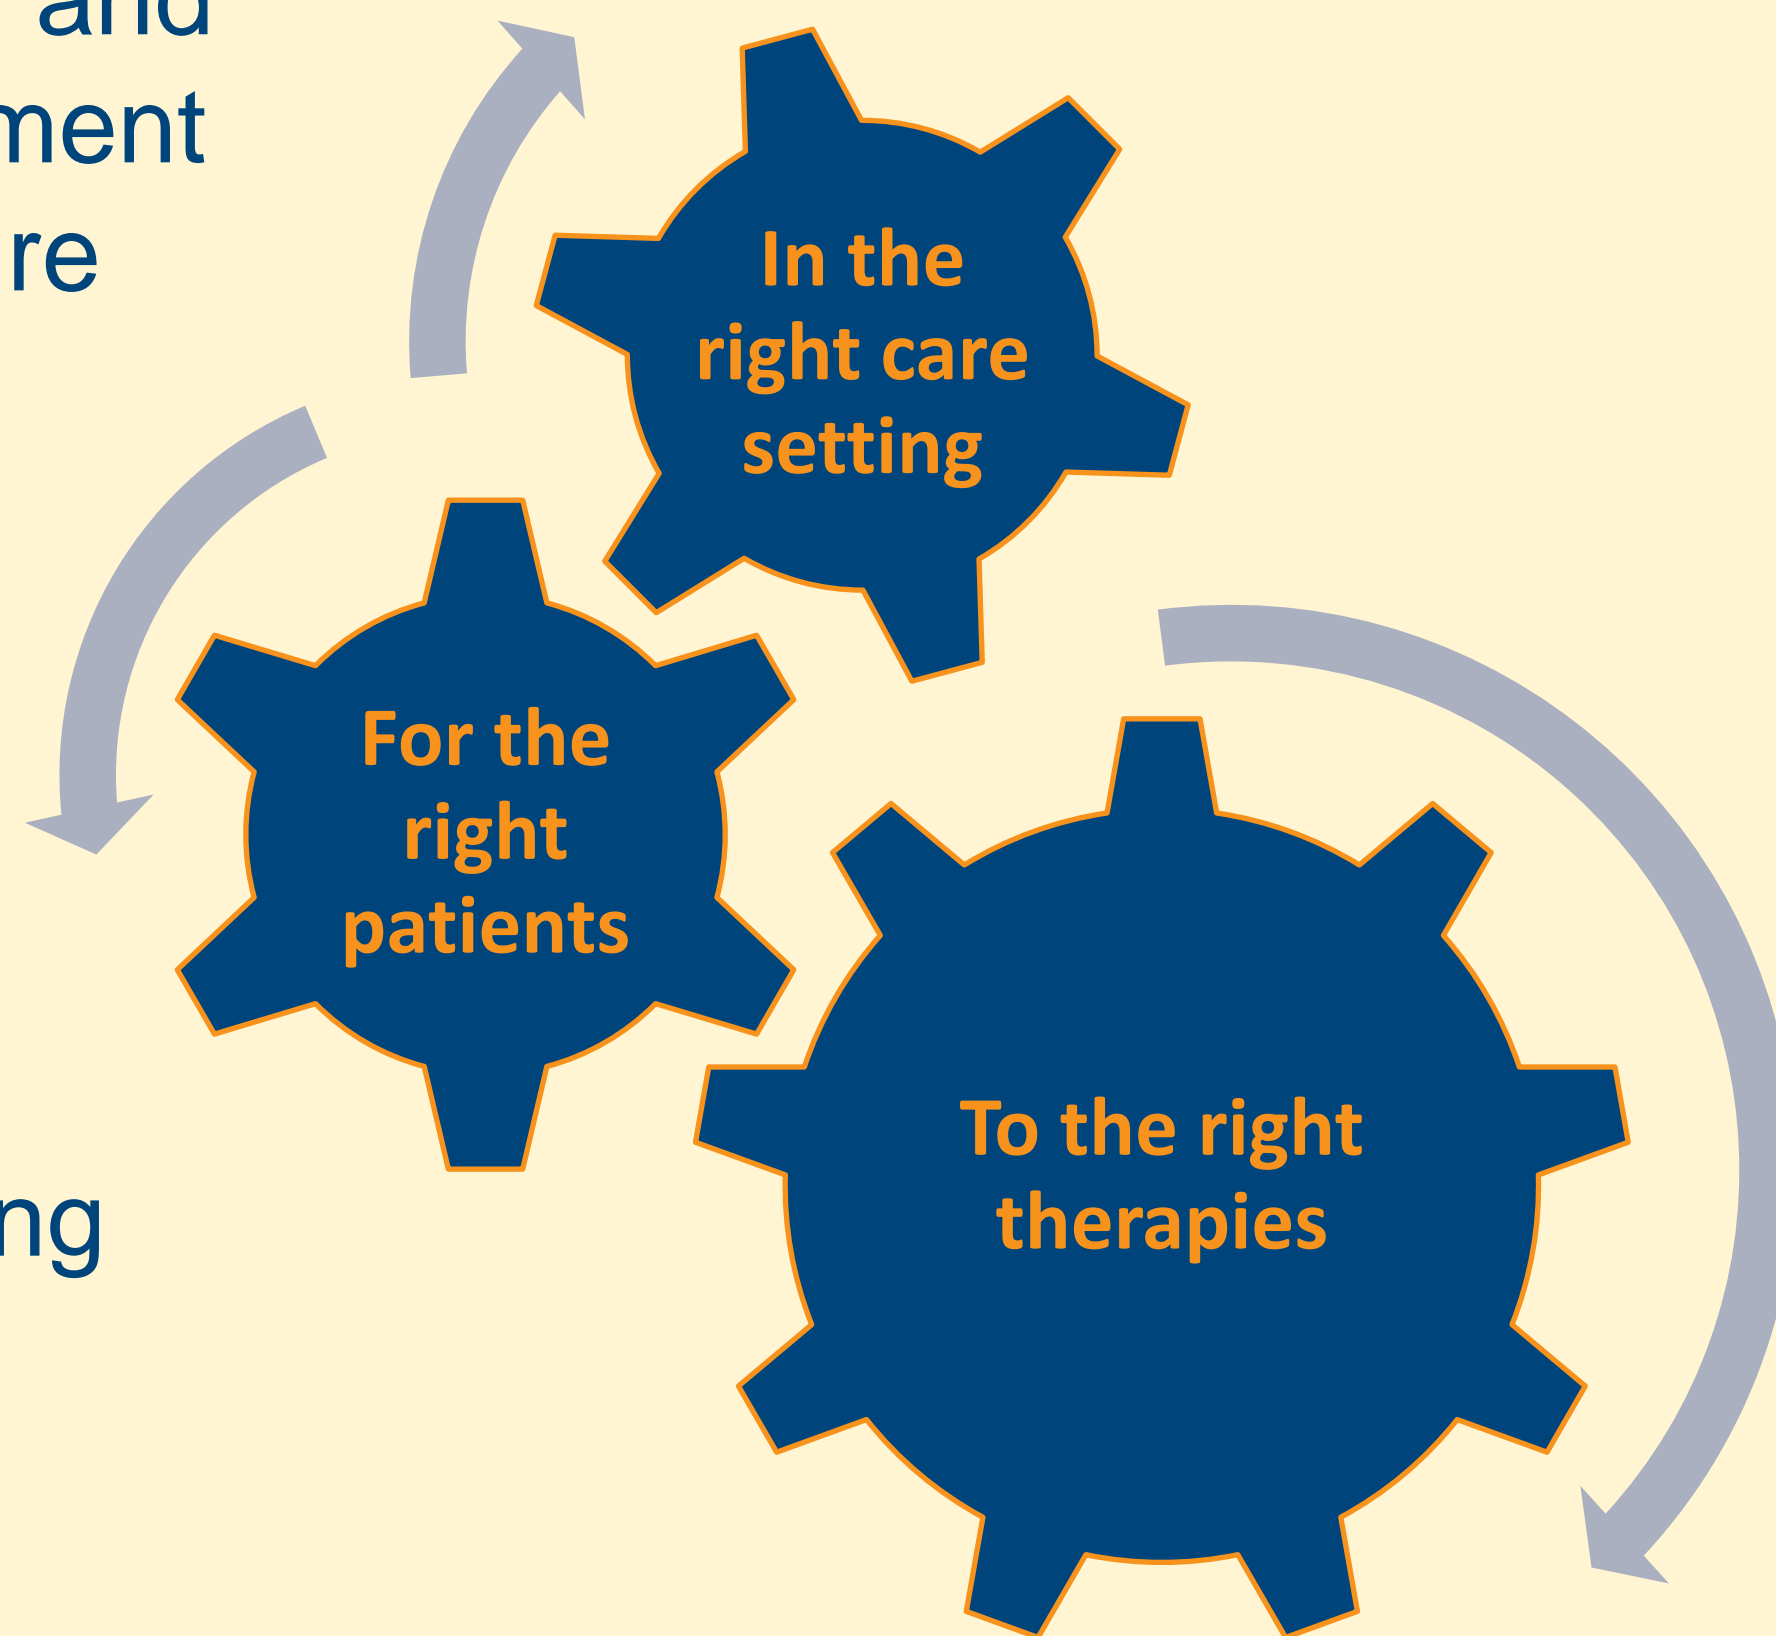 and
ment
re
ng
In the
right care
setting
For the
right
patients
To the right
therapies